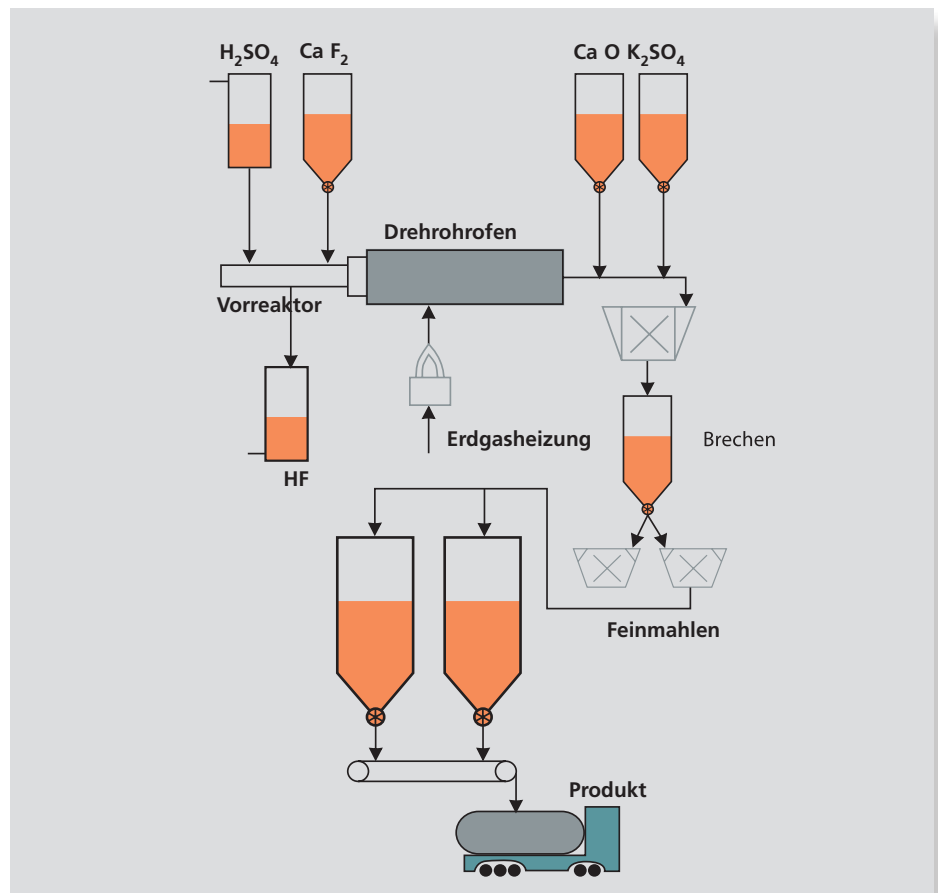 H₂SO₄ Ca F₂ Ca O K₂SO₄
Drehrohrofen
Vorreaktor
Erdgasheizung
Brechen
HF
Feinmahlen
Produkt